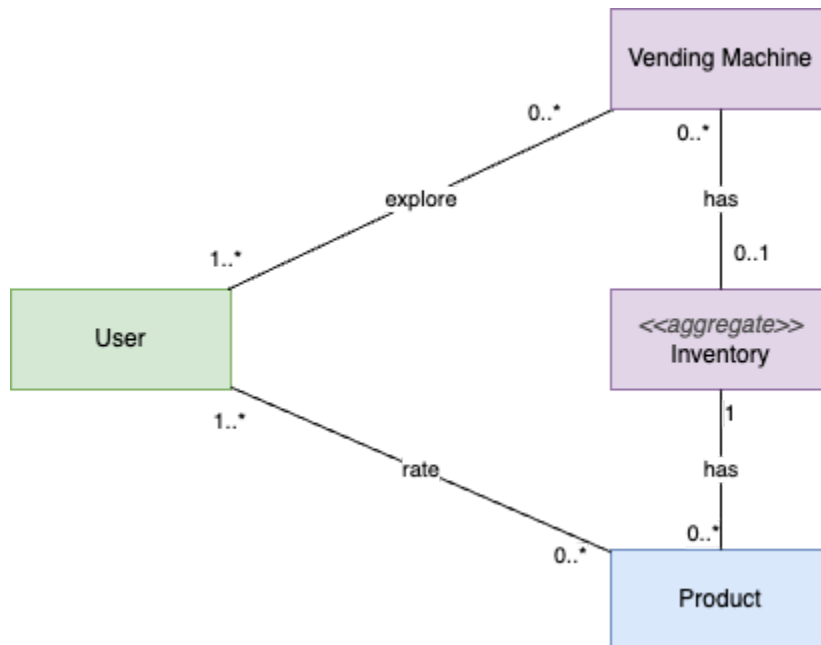 Vending Machine
0..*
0..*
explore
has
1..*
0..1
User
<<aggregate>>
Inventory
1..*
1
rate
has
0..*
0..*
Product